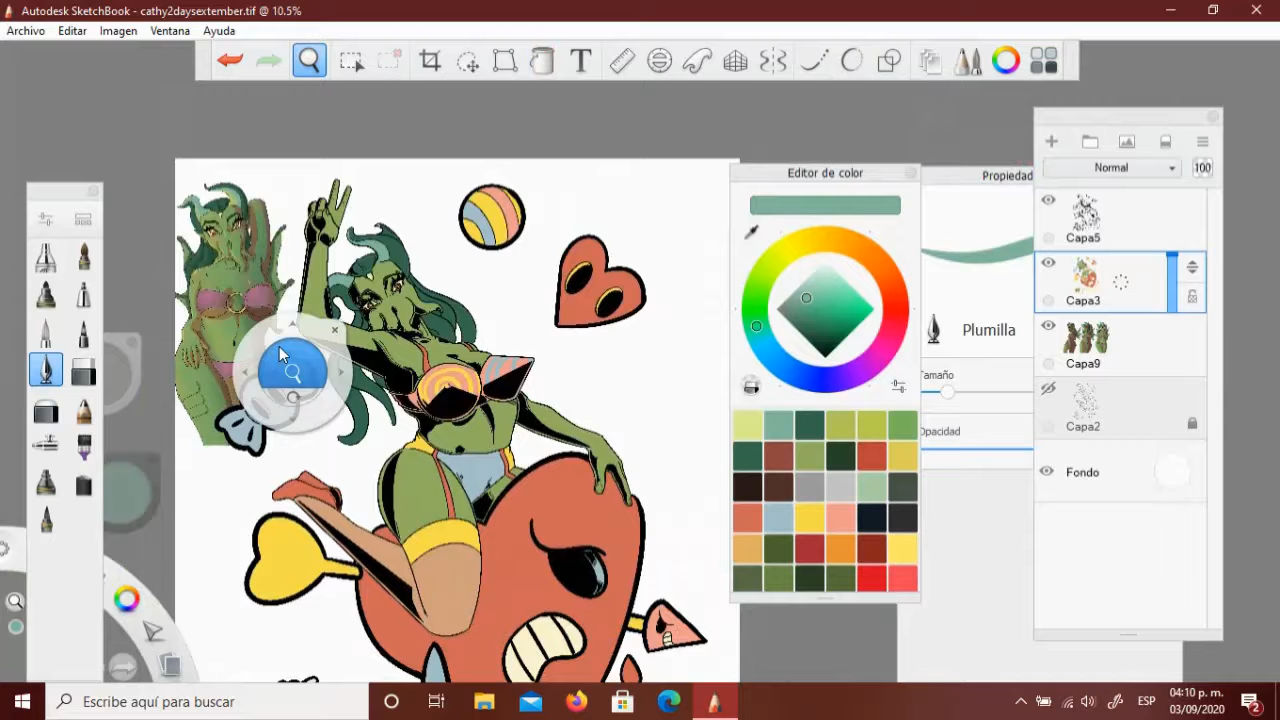 Autodesk SketchBook - cathy2daysextember.tif @ 10.5%
Archivo Editar Imagen Ventana Ayuda
T
Editor de color
Propiedad
Normal
100
Capa5
Capa3
Plumilla
Capa9
Tamaño
Capa2
Opacidad
Fondo
Escribe aquí para buscar
ESP
04:10 p. m.
03/09/2020
2